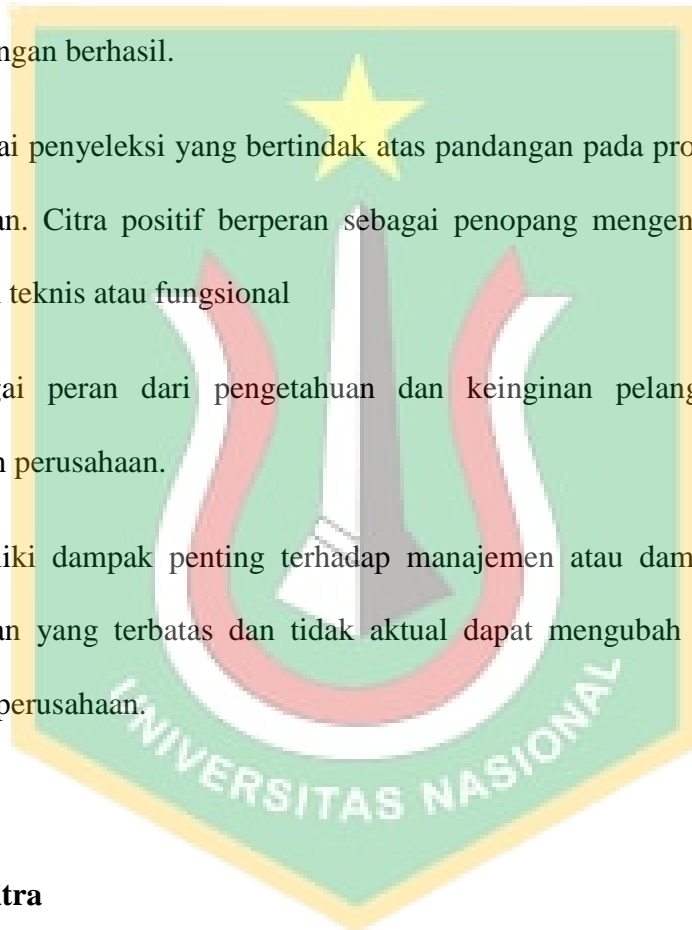 ngan berhasil.
ai penyeleksi yang bertindak atas pandangan pada pro
an. Citra positif berperan sebagai penopang mengen
teknis atau fungsional
gai peran dari pengetahuan dan keinginan pelang
n perusahaan.
iki dampak penting terhadap manajemen atau dam
an yang terbatas dan tidak aktual dapat mengubah
perusahaan.
UNIVERSITAS NASIONAL
itra